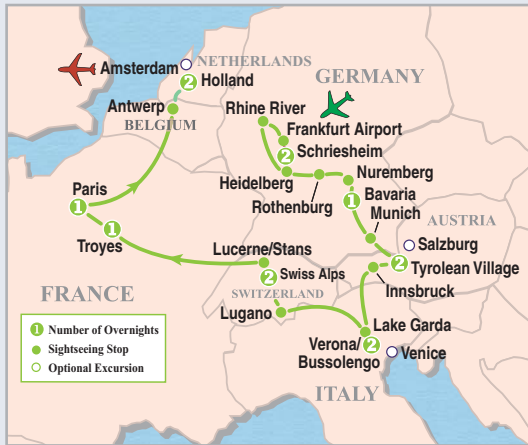 NETHERLANDS
Amsterdam
2 Holland
GERMANY
Antwerp
BELGIUM
Rhine River
Frankfurt Airport
2 Schriesheim
Heidelberg
Nuremberg
Rothenburg
1 Bavaria
Munich
Paris
1
1
Troyes
AUSTRIA
Salzburg
2 Tyrolean Village
Innsbruck
Lucerne/Stans
2 Swiss Alps
SWITZERLAND
Lugano
FRANCE
Lake Garda
Verona/
Bussolengo
2
Venice
ITALY
1 Number of Overnights
Sightseeing Stop
Optional Excursion